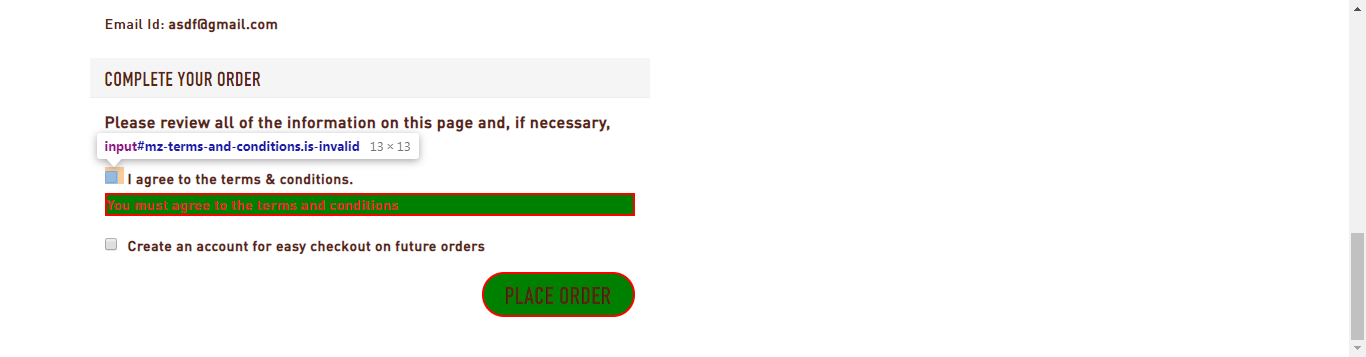 Email Id: asdf@gmail.com
COMPLETE YOUR ORDER
Please review all of the information on this page and, if necessary,
input#mz-terms-and-conditions.is-invalid 13 × 13
I agree to the terms & conditions.
You must agree to the terms and conditions
Create an account for easy checkout on future orders
PLACE ORDER